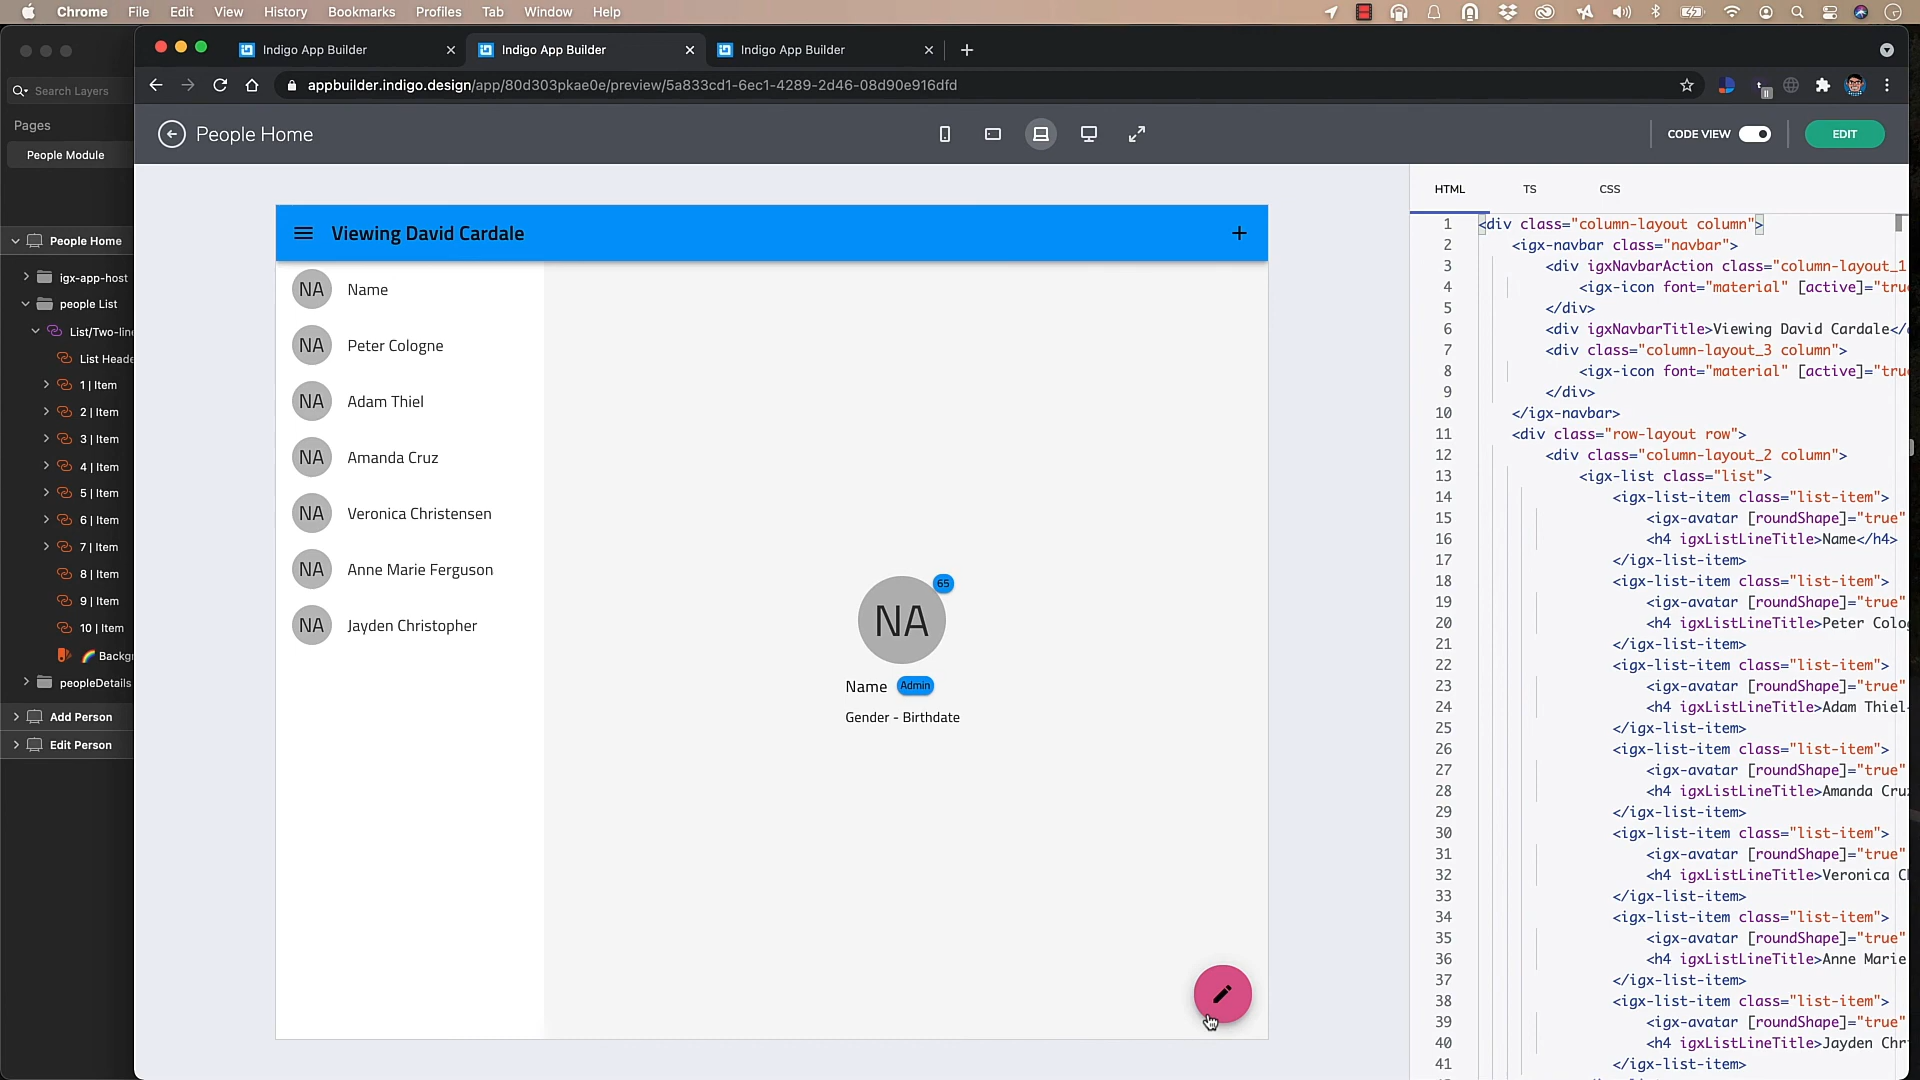 Chrome File Edit View History Bookmarks Profiles Tab Window Help
Indigo App Builder
Indigo App Builder
Indigo App Builder
appbuilder.indigo.design/app/80d303pkae0e/preview/5a833cd1-6ec1-4289-2d46-08d90e916dfd
Search Layers
Pages
People Module
People Home
igx-app-host
people List
List/Two-line
List Heade
1 | Item
2 | Item
3 | Item
4 | Item
5 | Item
6 | Item
7 | Item
8 | Item
9 | Item
10 | Item
Backgr
peopleDetails
Add Person
Edit Person
People Home
CODE VIEW
EDIT
Viewing David Cardale
NA Name
NA Peter Cologne
NA Adam Thiel
NA Amanda Cruz
NA Veronica Christensen
NA Anne Marie Ferguson
NA Jayden Christopher
65
NA
Name Admin
Gender - Birthdate
HTML TS CSS
1 <div class="column-layout column">
2 <igx-navbar class="navbar">
3 <div igxNavbarAction class="column-layout_1
4 <igx-icon font="material" [active]="tru
5 </div>
6 <div igxNavbarTitle>Viewing David Cardale</
7 <div class="column-layout_3 column">
8 <igx-icon font="material" [active]="tru
9 </div>
10 </igx-navbar>
11 <div class="row-layout row">
12 <div class="column-layout_2 column">
13 <igx-list class="list">
14 <igx-list-item class="list-item">
15 <igx-avatar [roundShape]="true"
16 <h4 igxListLineTitle>Name</h4>
17 </igx-list-item>
18 <igx-list-item class="list-item">
19 <igx-avatar [roundShape]="true"
20 <h4 igxListLineTitle>Peter Colo
21 </igx-list-item>
22 <igx-list-item class="list-item">
23 <igx-avatar [roundShape]="true"
24 <h4 igxListLineTitle>Adam Thiel
25 </igx-list-item>
26 <igx-list-item class="list-item">
27 <igx-avatar [roundShape]="true"
28 <h4 igxListLineTitle>Amanda Cru
29 </igx-list-item>
30 <igx-list-item class="list-item">
31 <igx-avatar [roundShape]="true"
32 <h4 igxListLineTitle>Veronica C
33 </igx-list-item>
34 <igx-list-item class="list-item">
35 <igx-avatar [roundShape]="true"
36 <h4 igxListLineTitle>Anne Marie
37 </igx-list-item>
38 <igx-list-item class="list-item">
39 <igx-avatar [roundShape]="true"
40 <h4 igxListLineTitle>Jayden Chr
41 </igx-list-item>